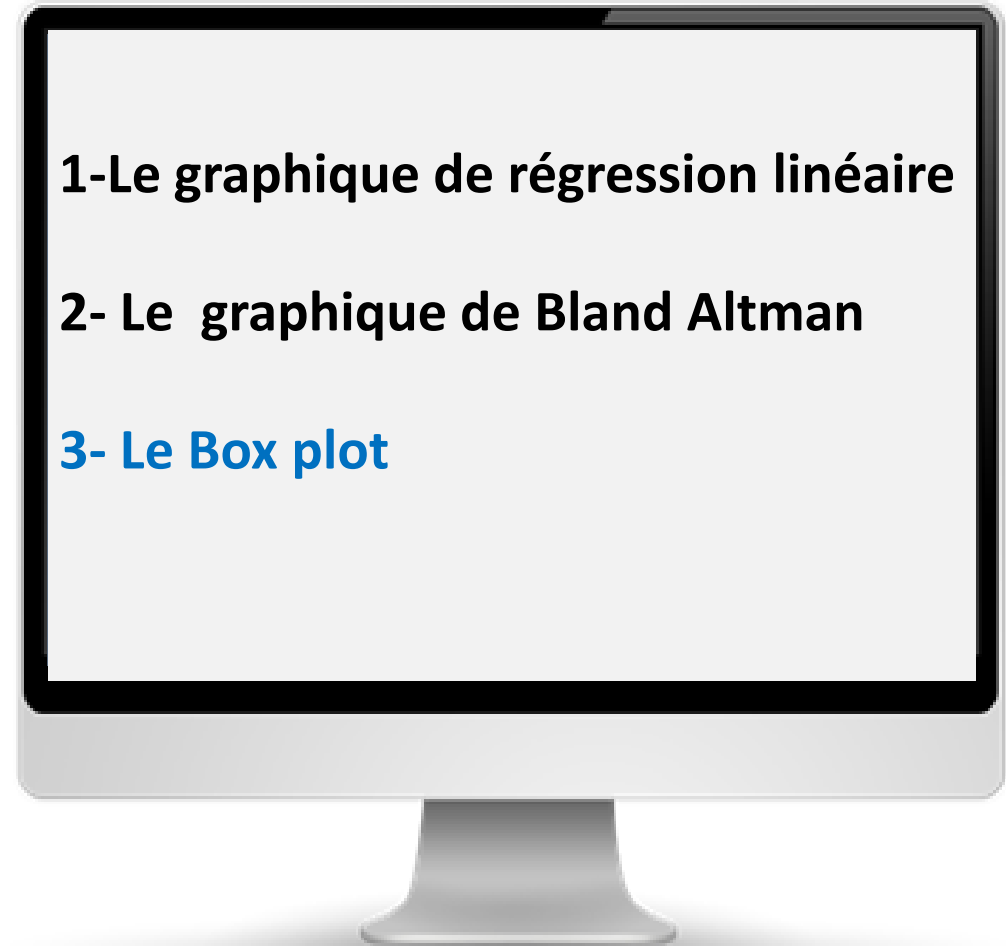 1-Le graphique de régression linéaire
2- Le  graphique de Bland Altman
3- Le Box plot